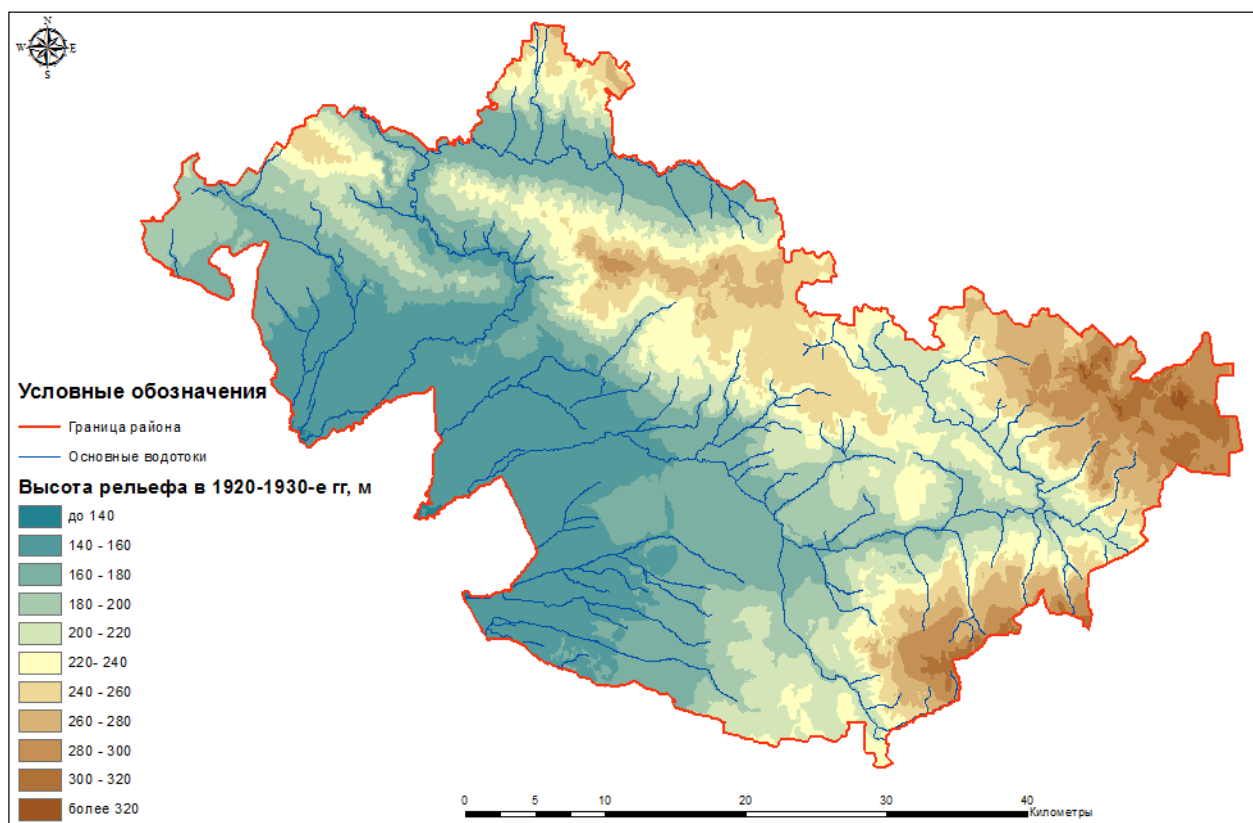 N
W E
S
Условные обозначения
Граница района
Основные водотоки
Высота рельефа в 1920-1930-е гг, м
до 140
140 - 160
160 - 180
180 - 200
200 - 220
220- 240
240 - 260
260 - 280
280 - 300
300 - 320
более 320
0 5 10 20 30 40
Километры